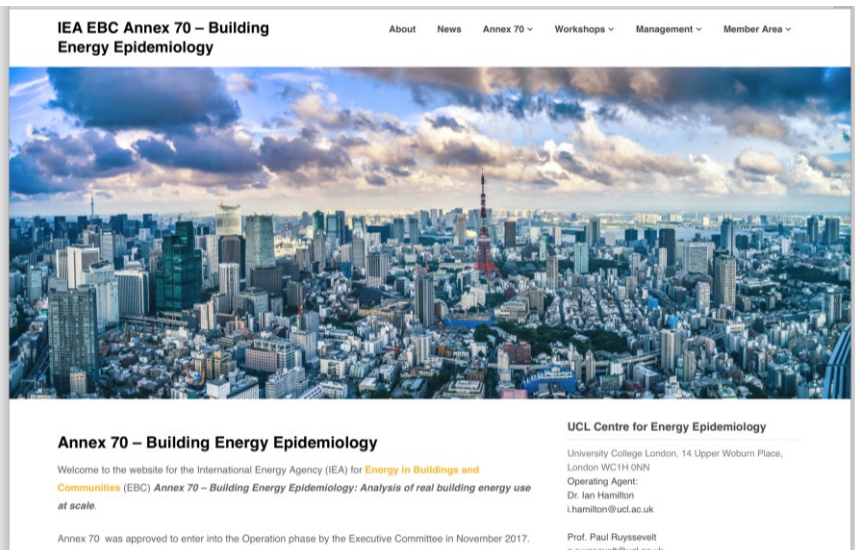 IEA EBC Annex 70 – Building
Energy Epidemiology
About News Annex 70 Workshops Management Member Area
Annex 70 – Building Energy Epidemiology
Welcome to the website for the International Energy Agency (IEA) for Energy in Buildings and
Communities (EBC) Annex 70 – Building Energy Epidemiology: Analysis of real building energy use
at scale.
Annex 70 was approved to enter into the Operation phase by the Executive Committee in November 2017.
UCL Centre for Energy Epidemiology
University College London, 14 Upper Woburn Place,
London WC1H 0NN
Operating Agent:
Dr. Ian Hamilton
i.hamilton@ucl.ac.uk
Prof. Paul Ruyssevelt